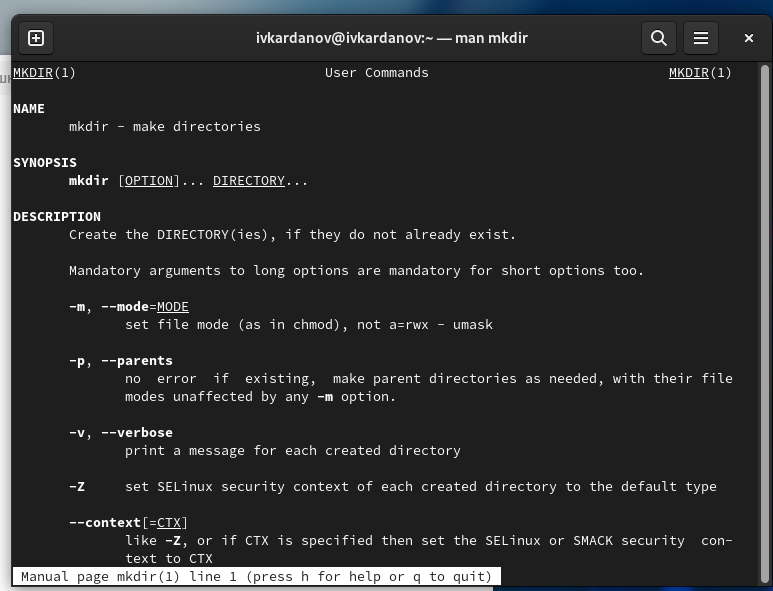 ivkardanov@ivkardanov:~ — man mkdir
MKDIR(1) User Commands MKDIR(1)
NAME
mkdir - make directories
SYNOPSIS
mkdir [OPTION]... DIRECTORY...
DESCRIPTION
Create the DIRECTORY(ies), if they do not already exist.
Mandatory arguments to long options are mandatory for short options too.
-m, --mode=MODE
set file mode (as in chmod), not a=rwx - umask
-p, --parents
no error if existing, make parent directories as needed, with their file
modes unaffected by any -m option.
-v, --verbose
print a message for each created directory
-Z set SELinux security context of each created directory to the default type
--context[=CTX]
like -Z, or if CTX is specified then set the SELinux or SMACK security con-
text to CTX
Manual page mkdir(1) line 1 (press h for help or q to quit)